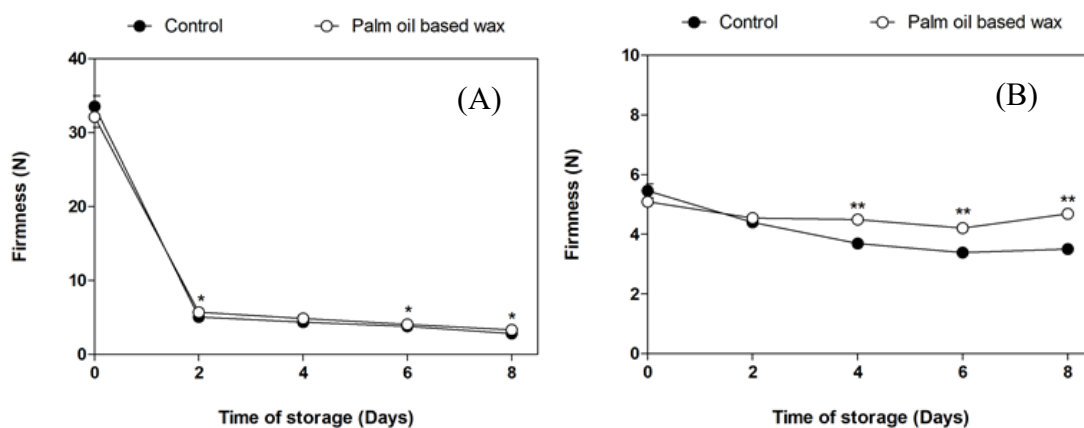 Control Palm oil based wax
40
30
20
10
0
Firmness (N)
(A)
*
*
*
0 2 4 6 8
Time of storage (Days)
Control Palm oil based wax
10
8
6
4
2
0
Firmness (N)
(B)
**
**
**
0 2 4 6 8
Time of storage (Days)